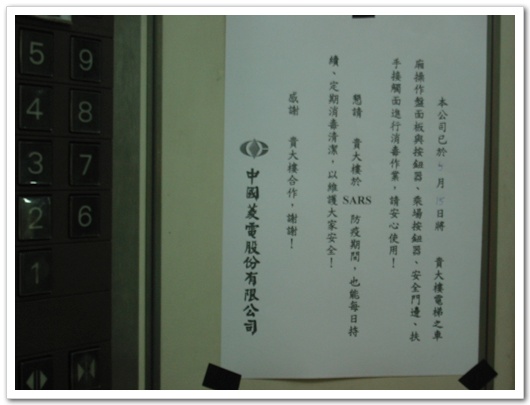 本公司已於 月 日將 貴大樓電梯之車
廂操作盤面板與按鈕器、乘場按鈕器、安全門邊、扶
手接觸面進行消毒作業，請安心使用！
懇請 貴大樓於 SARS 防疫期間，也能每日持
續、定期消毒清潔，以維護大家安全！
感謝 貴大樓合作，謝謝！
中國菱電股份有限公司
5 9
4 8
3 7
2 6
1